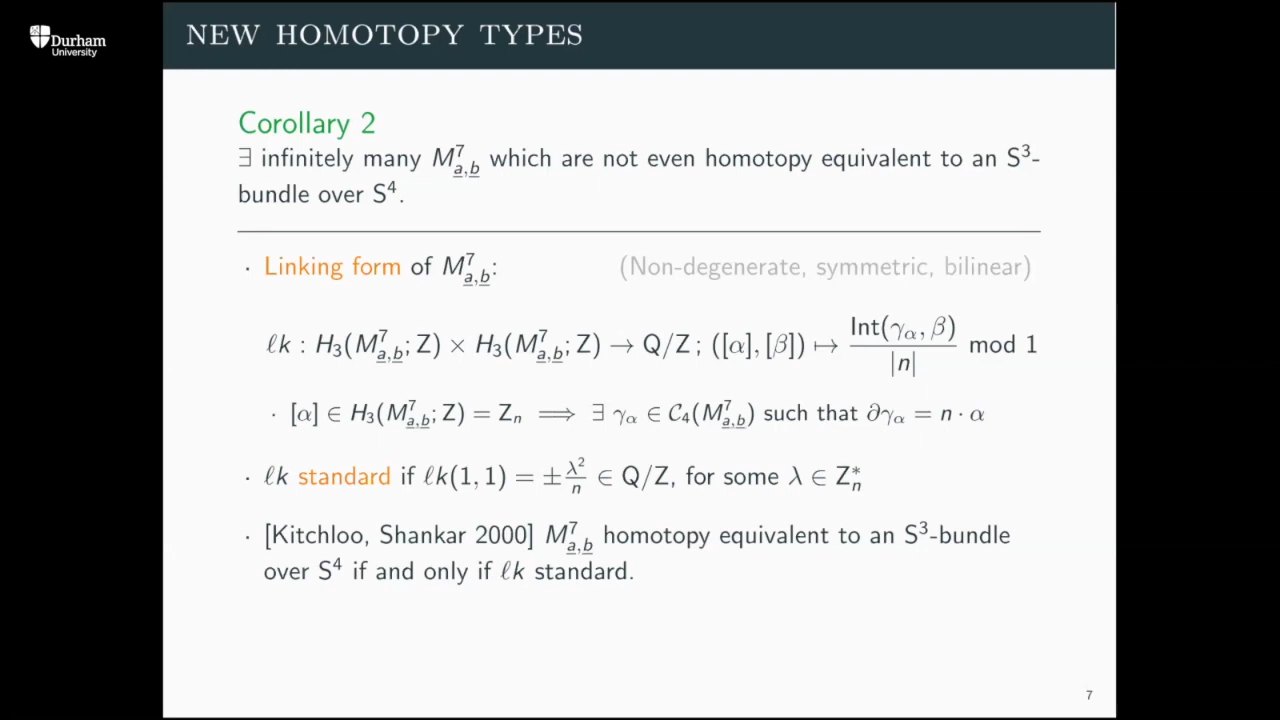 Durham
University
NEW HOMOTOPY TYPES
Corollary 2
∃ infinitely many M⁷_{a̲,b̲} which are not even homotopy equivalent to an S³-
bundle over S⁴.
· Linking form of M⁷_{a̲,b̲}: (Non-degenerate, symmetric, bilinear)
ℓk : H₃(M⁷_{a̲,b̲}; Z) × H₃(M⁷_{a̲,b̲}; Z) → Q/Z ; ([α], [β]) ↦ Int(γ_α, β)/|n| mod 1
· [α] ∈ H₃(M⁷_{a̲,b̲}; Z) = Z_n ⟹ ∃ γ_α ∈ 𝒞₄(M⁷_{a̲,b̲}) such that ∂γ_α = n · α
· ℓk standard if ℓk(1, 1) = ±λ²/n ∈ Q/Z, for some λ ∈ Z*_n
· [Kitchloo, Shankar 2000] M⁷_{a̲,b̲} homotopy equivalent to an S³-bundle
over S⁴ if and only if ℓk standard.
7